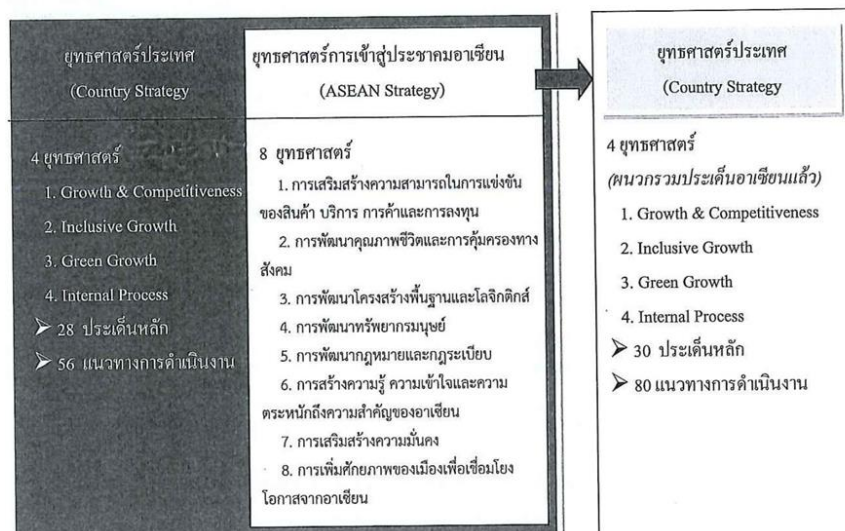 ยุทธศาสตร์ประเทศ
(Country Strategy
4 ยุทธศาสตร์
1. Growth & Competitiveness
2. Inclusive Growth
3. Green Growth
4. Internal Process
➢ 28 ประเด็นหลัก
➢ 56 แนวทางการดำเนินงาน
ยุทธศาสตร์การเข้าสู่ประชาคมอาเซียน
(ASEAN Strategy)
8 ยุทธศาสตร์
1. การเสริมสร้างความสามารถในการแข่งขัน
ของสินค้า บริการ การค้าและการลงทุน
2. การพัฒนาคุณภาพชีวิตและการคุ้มครองทาง
สังคม
3. การพัฒนาโครงสร้างพื้นฐานและโลจิกติกส์
4. การพัฒนาทรัพยากรมนุษย์
5. การพัฒนากฎหมายและกฎระเบียบ
6. การสร้างความรู้ ความเข้าใจและความ
ตระหนักถึงความสำคัญของอาเซียน
7. การเสริมสร้างความมั่นคง
8. การเพิ่มศักยภาพของเมืองเพื่อเชื่อมโยง
โอกาสจากอาเซียน
ยุทธศาสตร์ประเทศ
(Country Strategy
4 ยุทธศาสตร์
(ผนวกรวมประเด็นอาเซียนแล้ว)
1. Growth & Competitiveness
2. Inclusive Growth
3. Green Growth
4. Internal Process
➢ 30 ประเด็นหลัก
➢ 80 แนวทางการดำเนินงาน